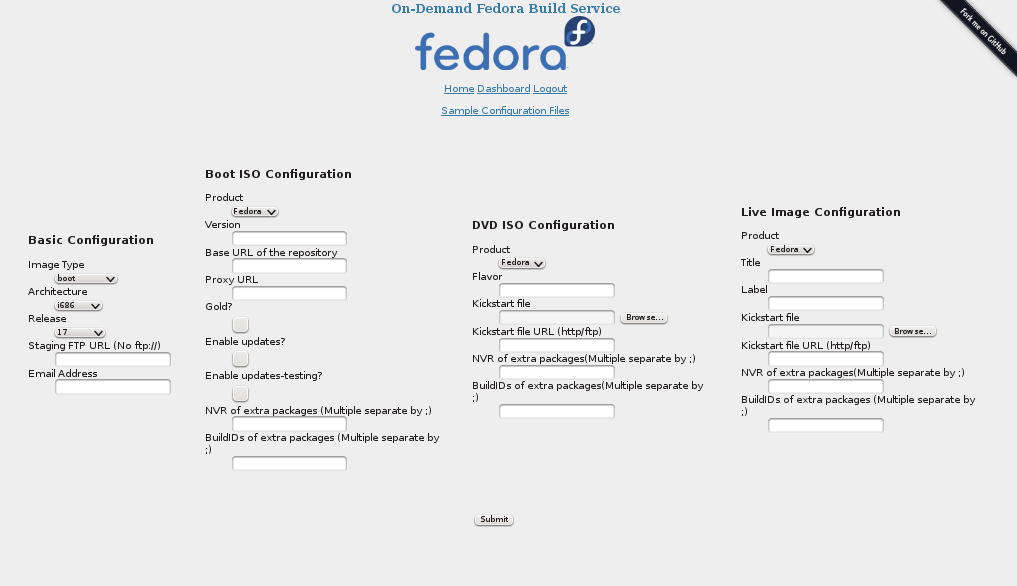 On-Demand Fedora Build Service
Fork me on GitHub
fedora
Home Dashboard Logout
Sample Configuration Files
Basic Configuration
Image Type
boot
Architecture
i686
Release
17
Staging FTP URL (No ftp://)
Email Address
Boot ISO Configuration
Product
Fedora
Version
Base URL of the repository
Proxy URL
Gold?
Enable updates?
Enable updates-testing?
NVR of extra packages (Multiple separate by ;)
BuildIDs of extra packages (Multiple separate by
;)
DVD ISO Configuration
Product
Fedora
Flavor
Kickstart file
Browse...
Kickstart file URL (http/ftp)
NVR of extra packages(Multiple separate by ;)
BuildIDs of extra packages(Multiple separate by
;)
Live Image Configuration
Product
Fedora
Title
Label
Kickstart file
Browse...
Kickstart file URL (http/ftp)
NVR of extra packages(Multiple separate by ;)
BuildIDs of extra packages (Multiple separate by
;)
Submit